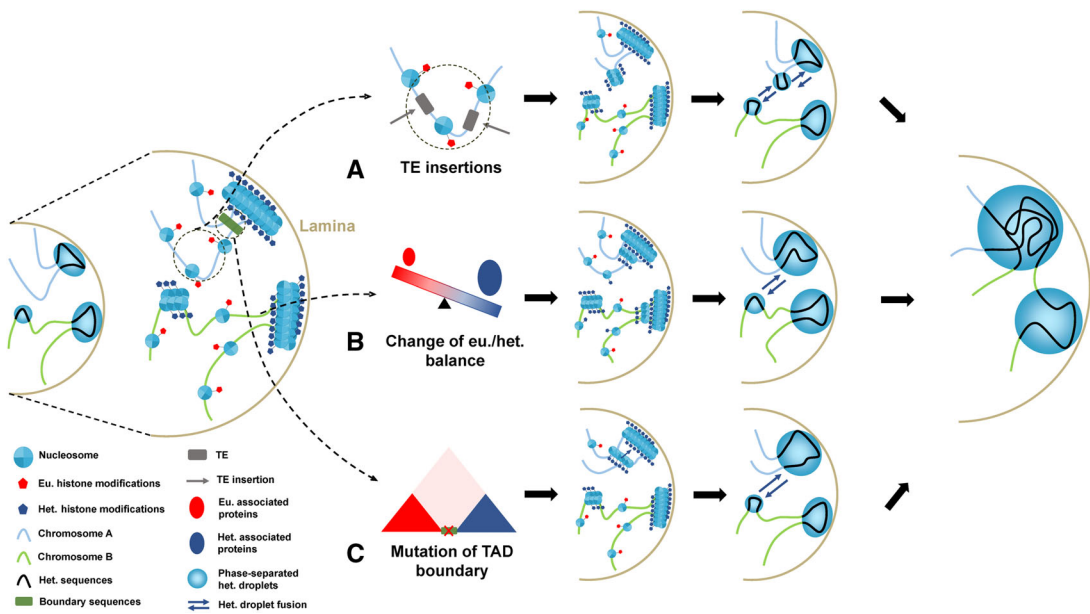 A
TE insertions
Lamina
B
Change of eu./het.
balance
C
Mutation of TAD
boundary
Nucleosome
Eu. histone modifications
Het. histone modifications
Chromosome A
Chromosome B
Het. sequences
Boundary sequences
TE
TE insertion
Eu. associated
proteins
Het. associated
proteins
Phase-separated
het. droplets
Het. droplet fusion